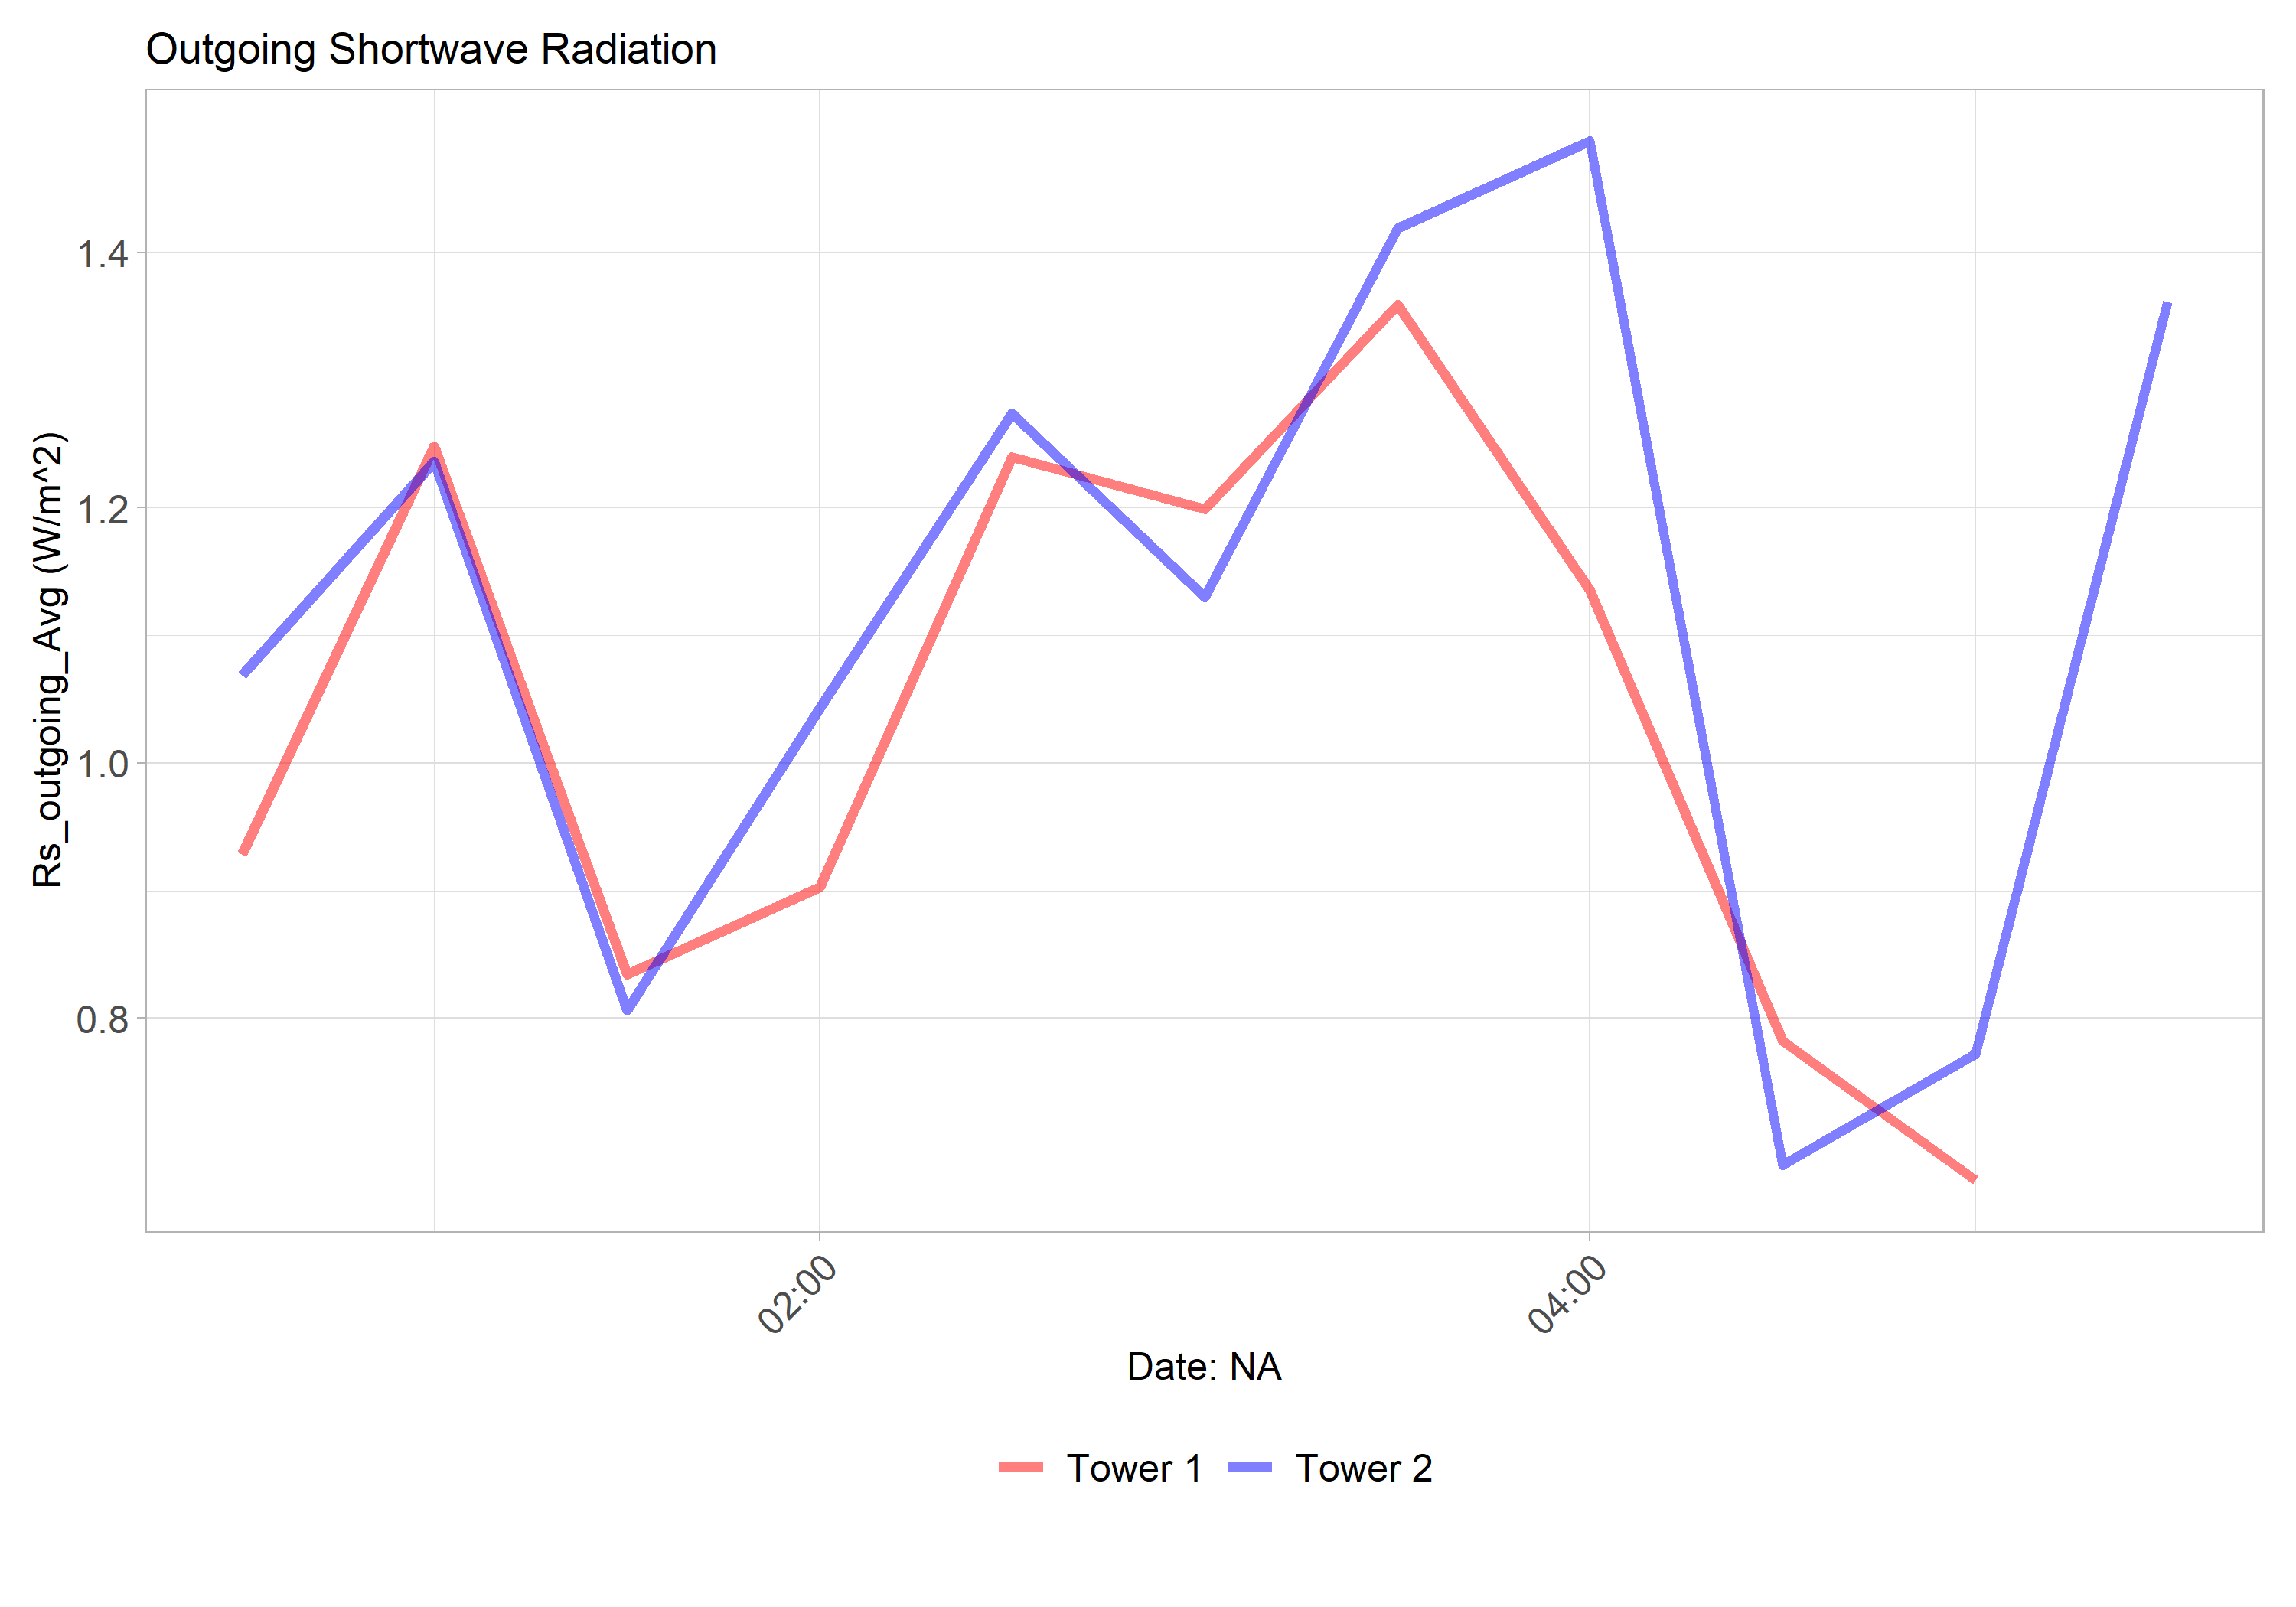 Outgoing Shortwave Radiation
Rs_outgoing_Avg (W/m^2)
1.4
1.2
1.0
0.8
02:00
04:00
Date: NA
Tower 1
Tower 2